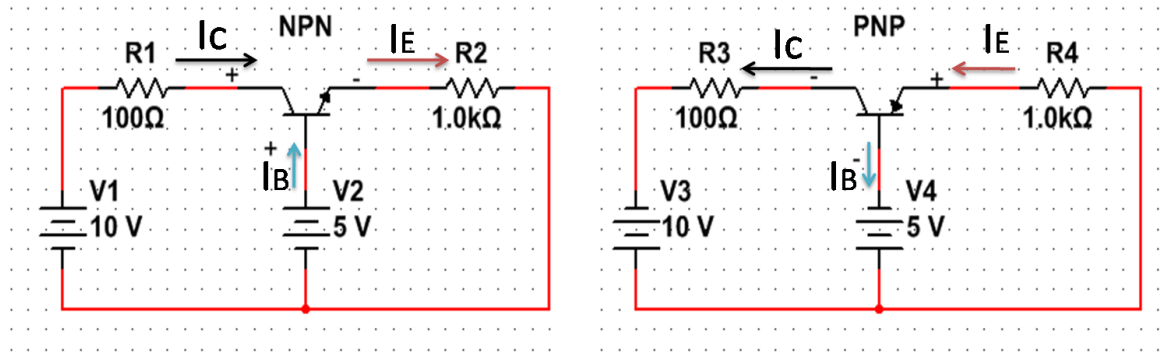 NPN
R1
IC
IE
R2
+
-
100Ω
1.0kΩ
+
IB
V1
10 V
V2
5 V
PNP
R3
IC
IE
R4
-
+
100Ω
1.0kΩ
IB
-
V3
10 V
V4
5 V